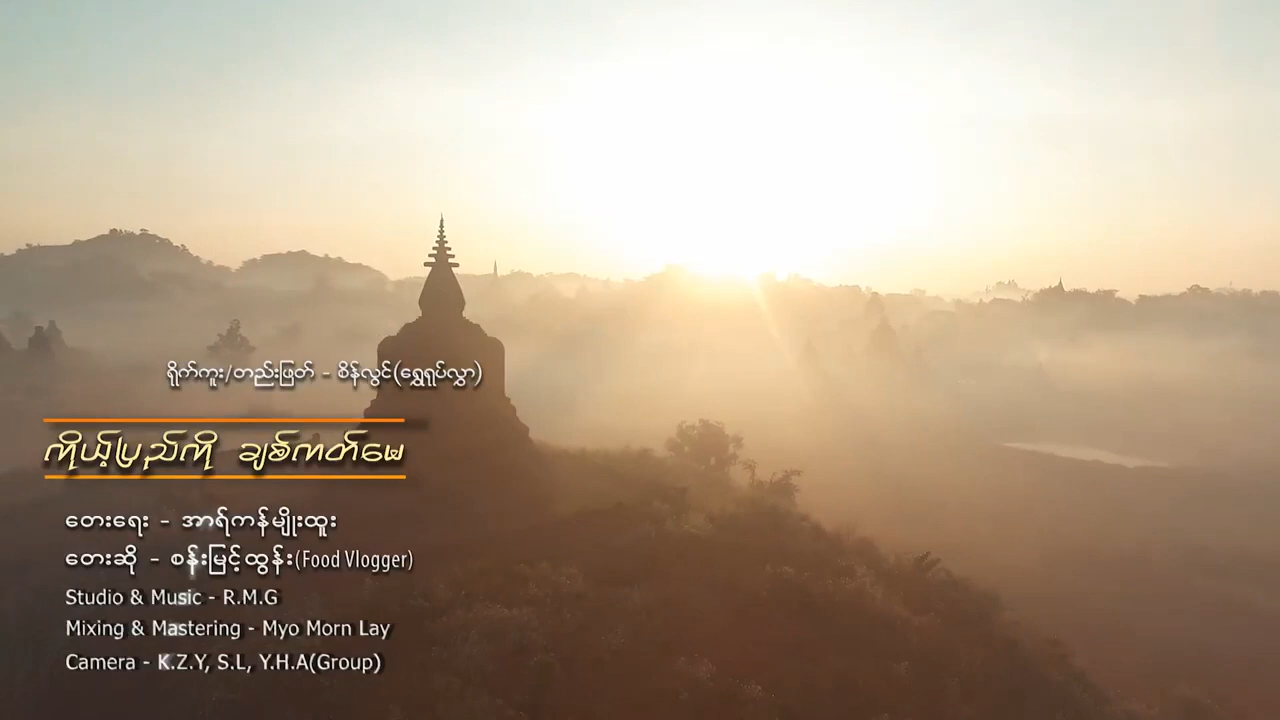 ရိုက်ကူး/တည်းဖြတ် - စိန်လွင်(ရွှေရုပ်လွှာ)
ကိုယ့်ပြည်ကို ချစ်ကတ်မေ
တေးရေး - အာရ်ကန်မျိုးထူး
တေးဆို - စန်းမြင့်ထွန်း(Food Vlogger)
Studio & Music - R.M.G
Mixing & Mastering - Myo Morn Lay
Camera - K.Z.Y, S.L, Y.H.A(Group)